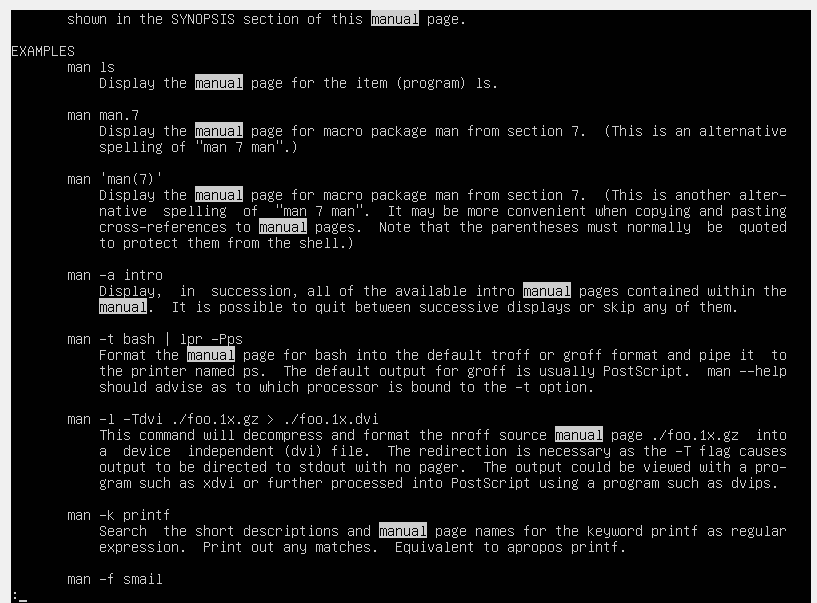 shown in the SYNOPSIS section of this manual page.
EXAMPLES
man ls
Display the manual page for the item (program) ls.
man man.7
Display the manual page for macro package man from section 7.  (This is an alternative
spelling of "man 7 man".)
man 'man(7)'
Display the manual page for macro package man from section 7.  (This is another alter-
native  spelling  of  "man 7 man".  It may be more convenient when copying and pasting
cross-references to manual pages.  Note that the parentheses must normally  be  quoted
to protect them from the shell.)
man -a intro
Display,  in  succession, all of the available intro manual pages contained within the
manual.  It is possible to quit between successive displays or skip any of them.
man -t bash | lpr -Pps
Format the manual page for bash into the default troff or groff format and pipe it  to
the printer named ps.  The default output for groff is usually PostScript.  man --help
should advise as to which processor is bound to the -t option.
man -l -Tdvi ./foo.1x.gz > ./foo.1x.dvi
This command will decompress and format the nroff source manual page ./foo.1x.gz  into
a  device  independent (dvi) file.  The redirection is necessary as the -T flag causes
output to be directed to stdout with no pager.  The output could be viewed with a pro-
gram such as xdvi or further processed into PostScript using a program such as dvips.
man -k printf
Search  the short descriptions and manual page names for the keyword printf as regular
expression.  Print out any matches.  Equivalent to apropos printf.
man -f smail
:_